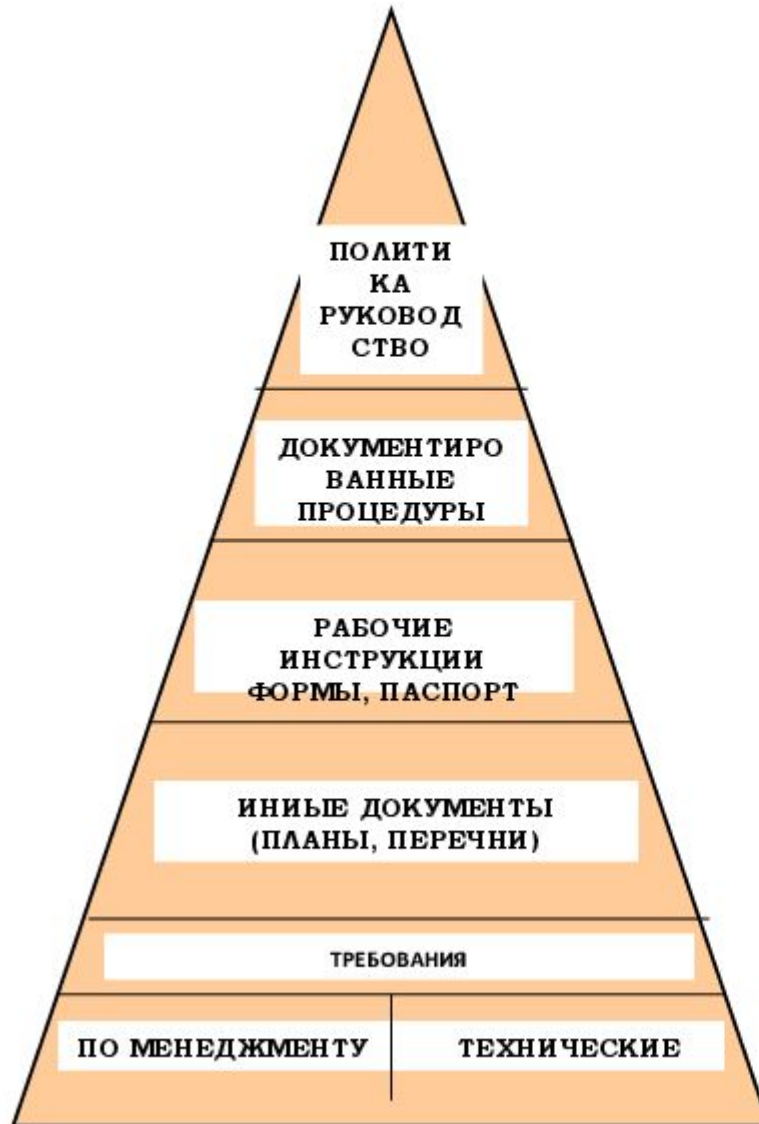 ПОЛИТИ
КА
РУКОВОД
СТВО
ДОКУМЕНТИРО
ВАННЫЕ
ПРОЦЕДУРЫ
РАБОЧИЕ
ИНСТРУКЦИИ
ФОРМЫ, ПАСПОРТ
ИНИЫЕ ДОКУМЕНТЫ
(ПЛАНЫ, ПЕРЕЧНИ)
ТРЕБОВАНИЯ
ПО МЕНЕДЖМЕНТУ
ТЕХНИЧЕСКИЕ